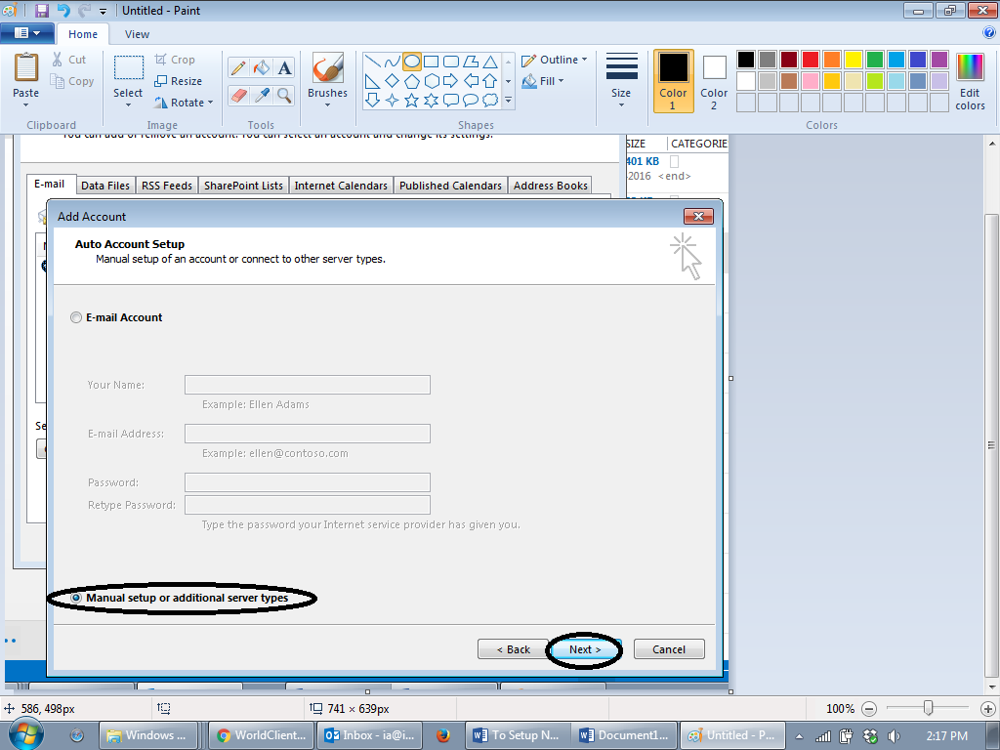 Untitled - Paint
Home
View
Paste
Cut
Copy
Clipboard
Select
Crop
Resize
Rotate
Image
A
Tools
Brushes
Shapes
Outline
Fill
Size
Color 1
Color 2
Edit colors
Colors
You can add or remove an account. You can select an account and change its settings.
E-mail
Data Files
RSS Feeds
SharePoint Lists
Internet Calendars
Published Calendars
Address Books
SIZE
CATEGORIE
401 KB
-2016 <end>
Add Account
Auto Account Setup
Manual setup of an account or connect to other server types.
E-mail Account
Your Name:
Example: Ellen Adams
E-mail Address:
Example: ellen@contoso.com
Password:
Retype Password:
Type the password your Internet service provider has given you.
Se
Manual setup or additional server types
< Back
Next >
Cancel
586, 498px
741 × 639px
100%
Windows ...
WorldClient...
Inbox - ia@i...
To Setup N...
Document1...
Untitled - P...
2:17 PM